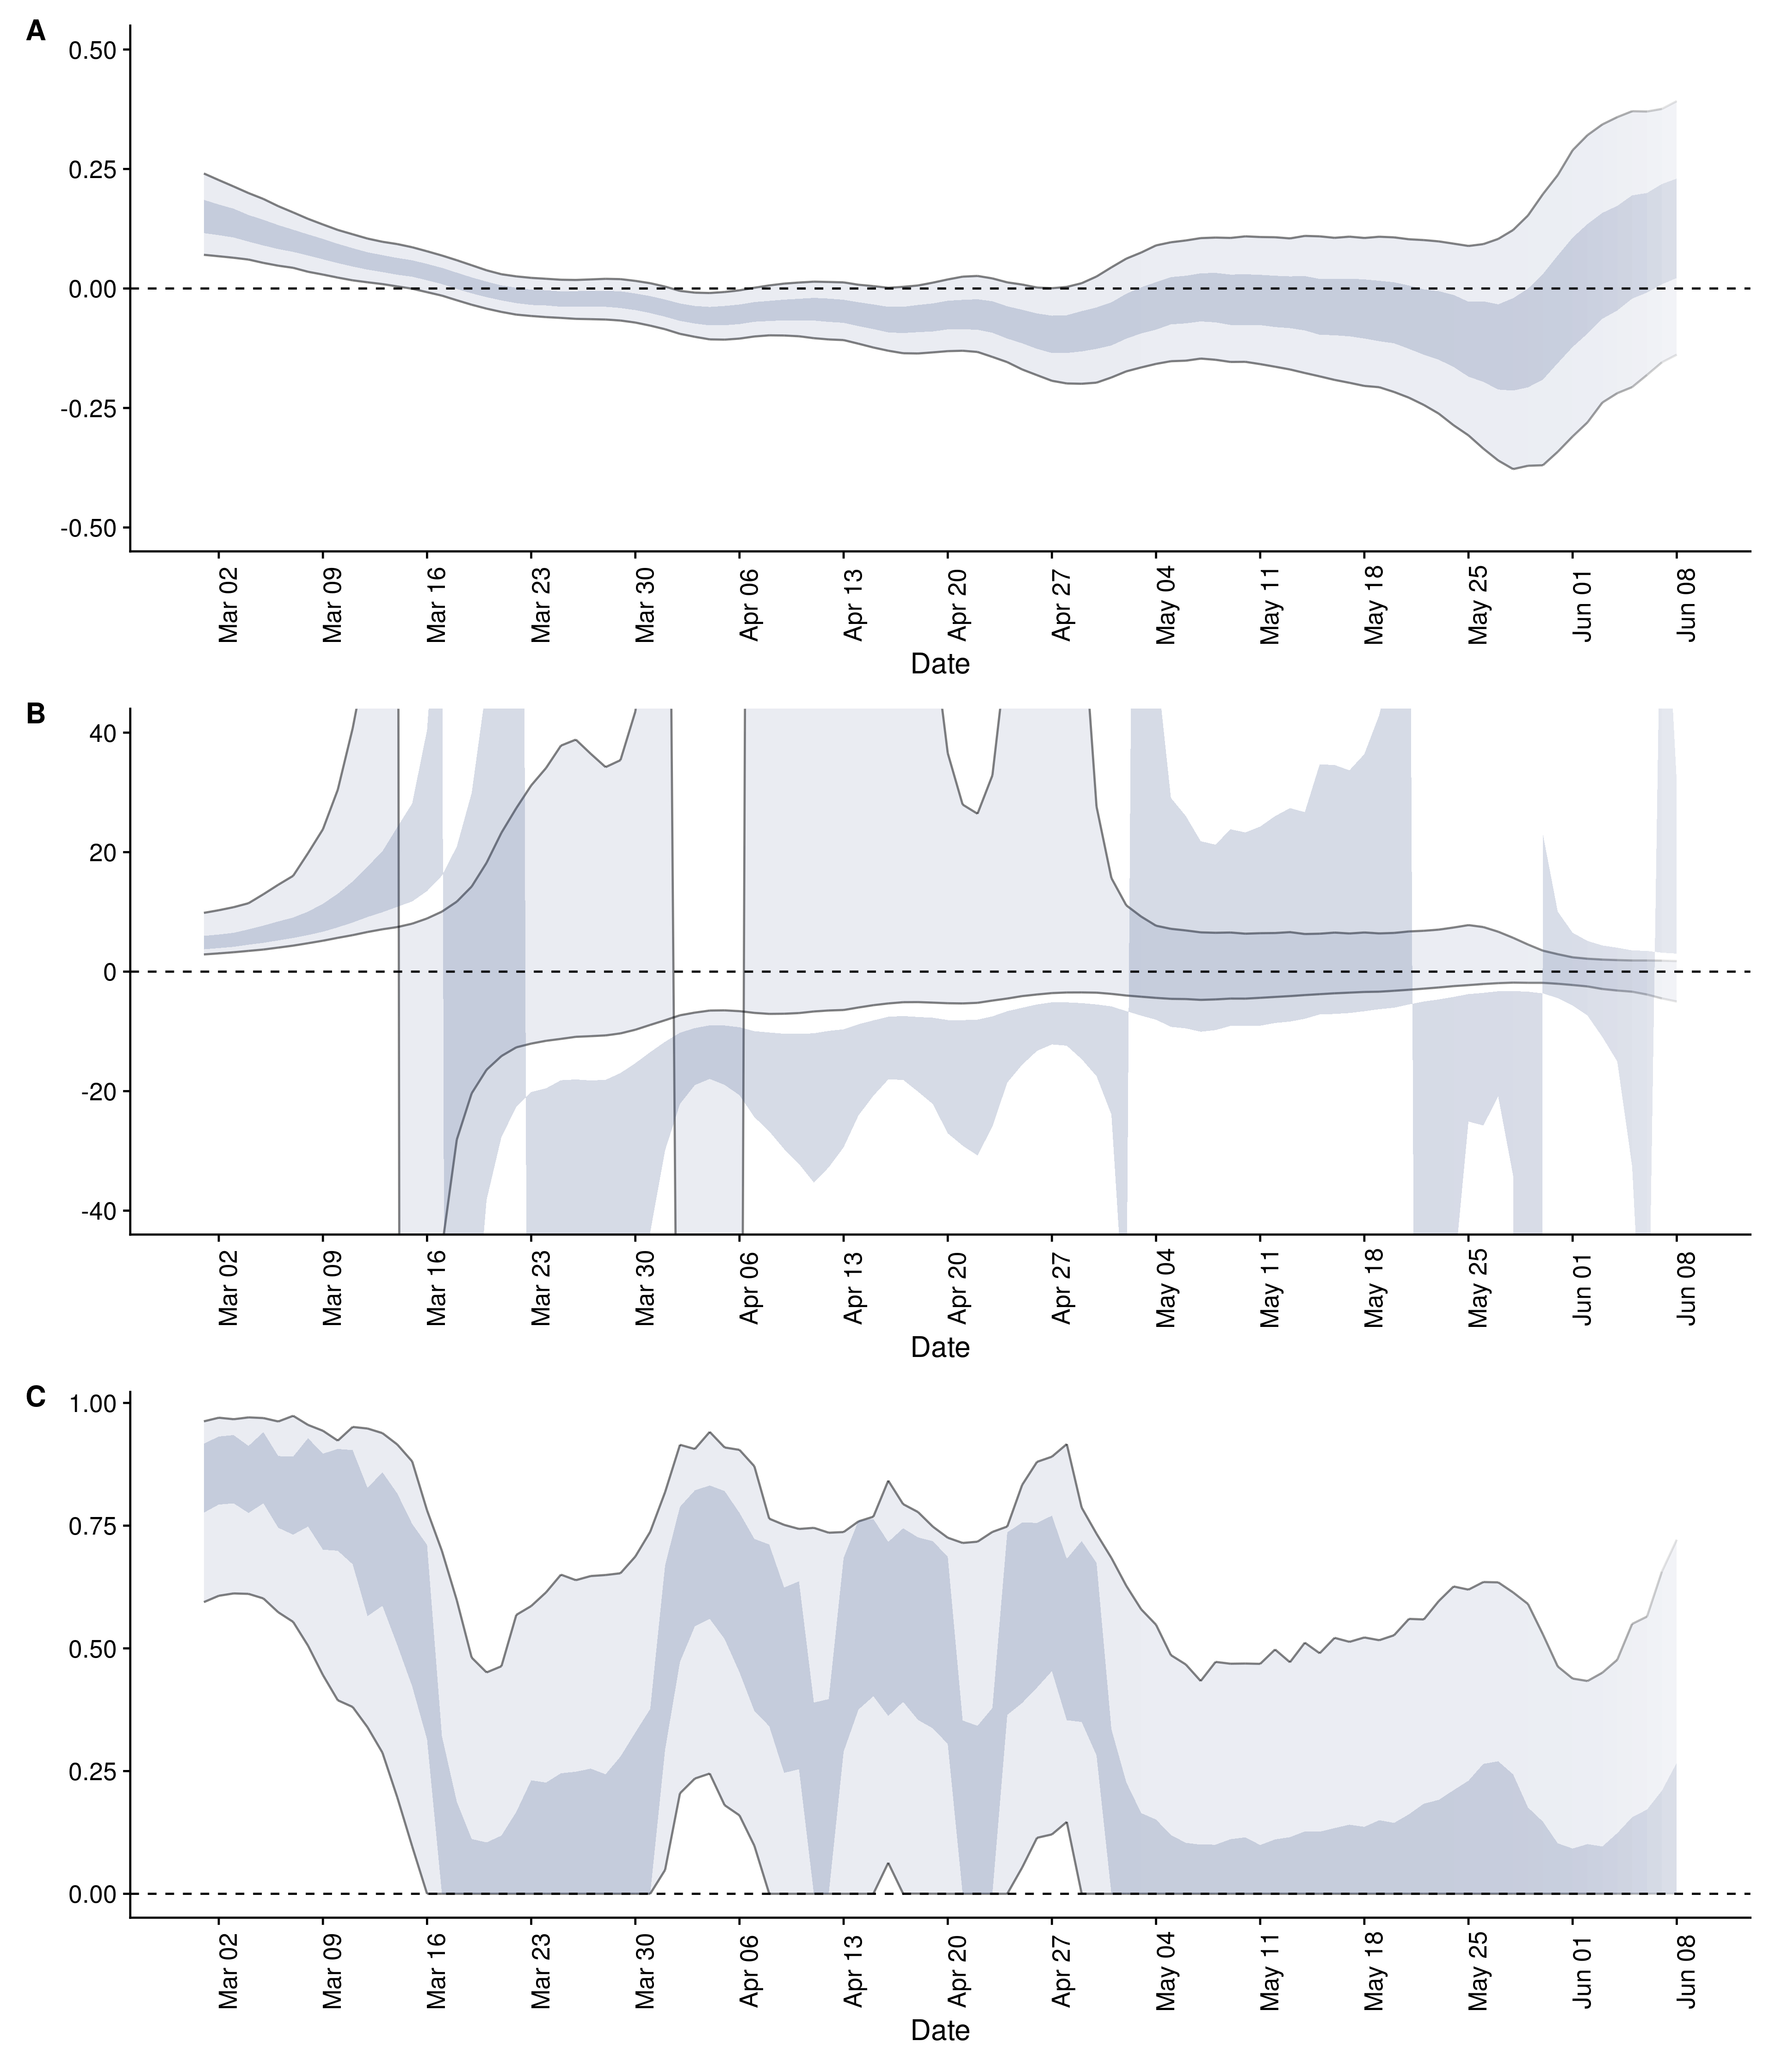 A
0.50
0.25
0.00
-0.25
-0.50
Mar 02
Mar 09
Mar 16
Mar 23
Mar 30
Apr 06
Apr 13
Apr 20
Apr 27
May 04
May 11
May 18
May 25
Jun 01
Jun 08
Date
B
40
20
0
-20
-40
Mar 02
Mar 09
Mar 16
Mar 23
Mar 30
Apr 06
Apr 13
Apr 20
Apr 27
May 04
May 11
May 18
May 25
Jun 01
Jun 08
Date
C
1.00
0.75
0.50
0.25
0.00
Mar 02
Mar 09
Mar 16
Mar 23
Mar 30
Apr 06
Apr 13
Apr 20
Apr 27
May 04
May 11
May 18
May 25
Jun 01
Jun 08
Date